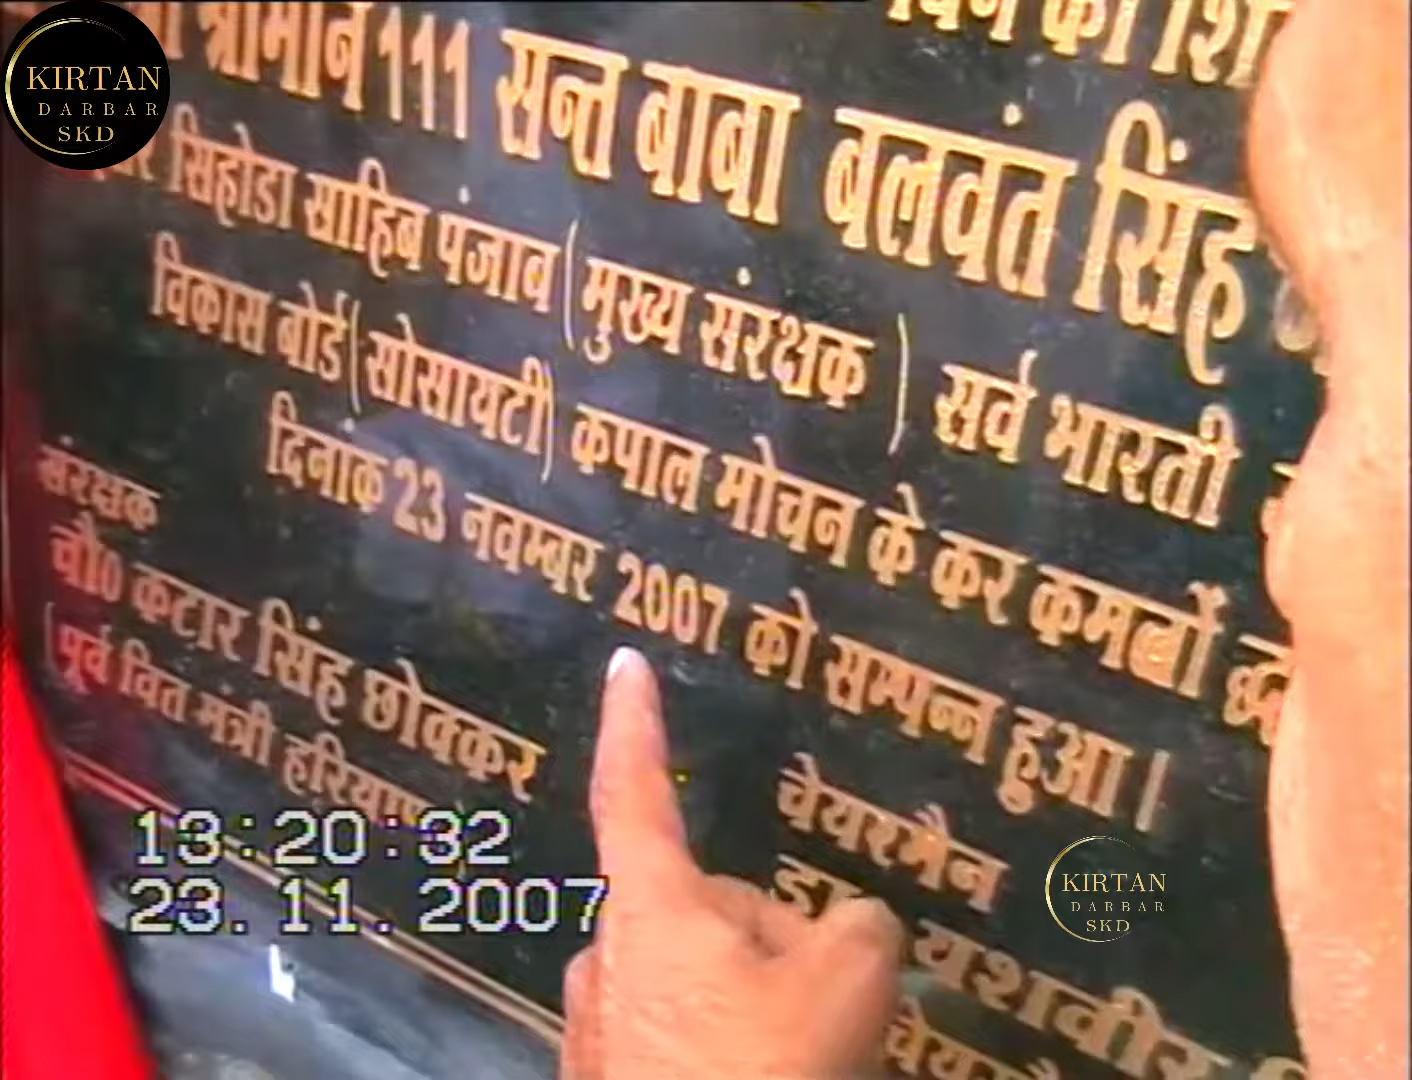 KIRTAN
DARBAR
SKD
की
श्रीमान 111 सन्त बाबा बलवंत सिंह
सिहोडा साहिब पंजाब (मुख्य संरक्षक) सर्व भारती
विकास बोर्ड (सोसायटी) कपाल मोचन के कर कमलों
दिनांक 23 नवम्बर 2007 को सम्पन्न हुआ।
संरक्षक
चौ0 कटार सिंह छोक्कर
(पूर्व वित मंत्री
चेयरमैन
यशवीर
13:20:32
23.11.2007
KIRTAN
DARBAR
SKD